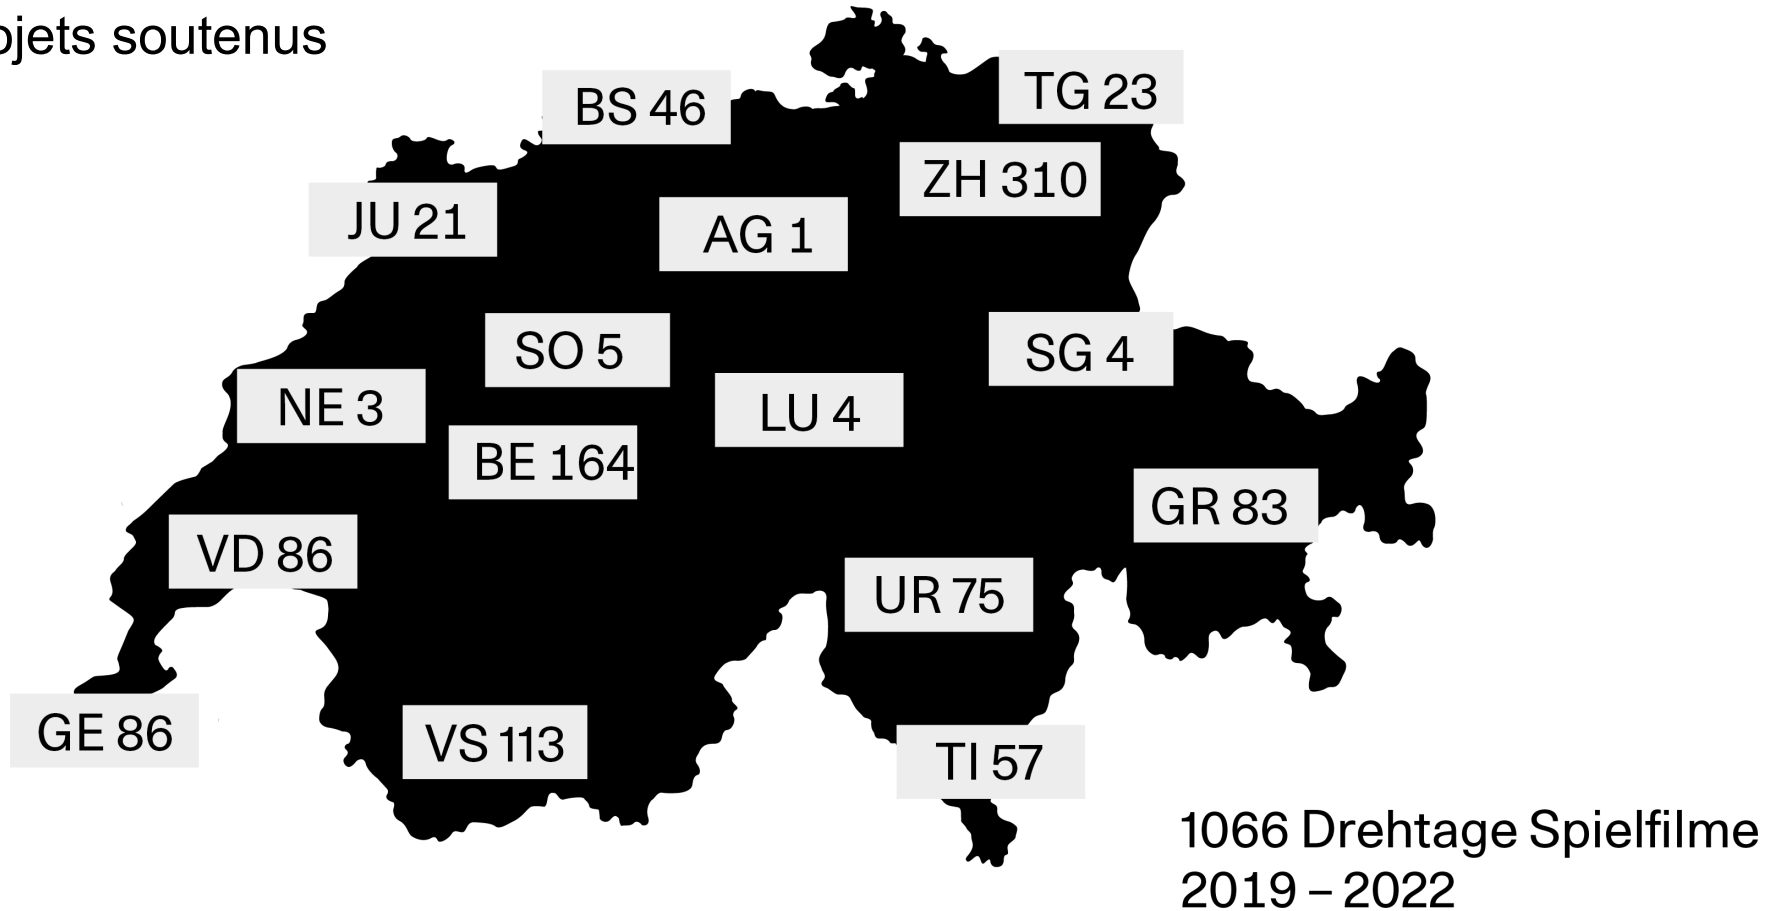 ojets soutenus
TG 23
BS 46
ZH 310
JU 21
AG 1
SO 5
SG 4
NE 3
LU 4
BE 164
GR 83
VD 86
UR 75
GE 86
VS 113
TI 57
1066 Drehtage Spielfilme
2019 – 2022